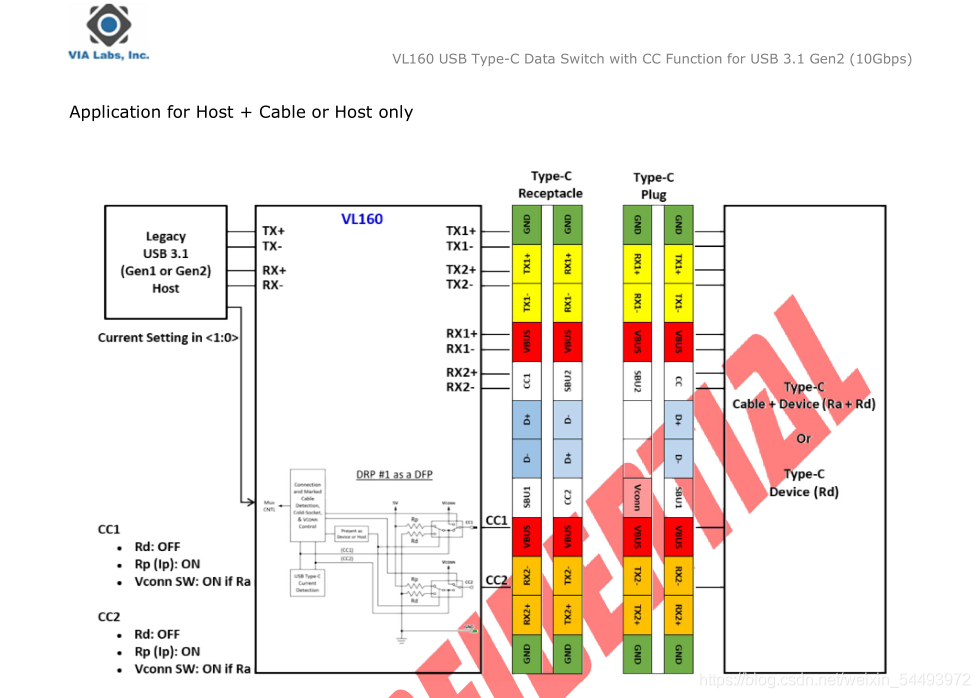 VIA Labs, Inc.
VL160 USB Type-C Data Switch with CC Function for USB 3.1 Gen2 (10Gbps)
Application for Host + Cable or Host only
Type-C
Receptacle
Type-C
Plug
Legacy
USB 3.1
(Gen1 or Gen2)
Host
Current Setting in <1:0>
VL160
TX+
TX-
RX+
RX-
TX1+
TX1-
TX2+
TX2-
RX1+
RX1-
RX2+
RX2-
CC1
CC2
GND
TX1+
TX1-
VBUS
CC1
D+
D-
SBU1
VBUS
RX2-
RX2+
GND
GND
RX1+
RX1-
VBUS
SBU2
D-
D+
CC2
VBUS
TX2-
TX2+
GND
GND
RX1+
RX1-
VBUS
SBU2
Vconn
VBUS
TX2-
TX2+
GND
GND
TX1+
TX1-
VBUS
CC
D+
D-
SBU1
VBUS
RX2-
RX2+
GND
Type-C
Cable + Device (Ra + Rd)
Or
Type-C
Device (Rd)
DRP #1 as a DFP
Connection
and Marked
Cable
Detection,
Cold-Socket,
& VConn
Control
Misc
CNTL
Present as
Device or Host
(CC1)
(CC2)
USB Type-C
Current
Detection
5V
Vconn
Rp
Rd
CC1
Vconn
Rp
Rd
CC2
GND
CC1
• Rd: OFF
• Rp (Ip): ON
• Vconn SW: ON if Ra
CC2
• Rd: OFF
• Rp (Ip): ON
• Vconn SW: ON if Ra
https://blog.csdn.net/weixin_54493972